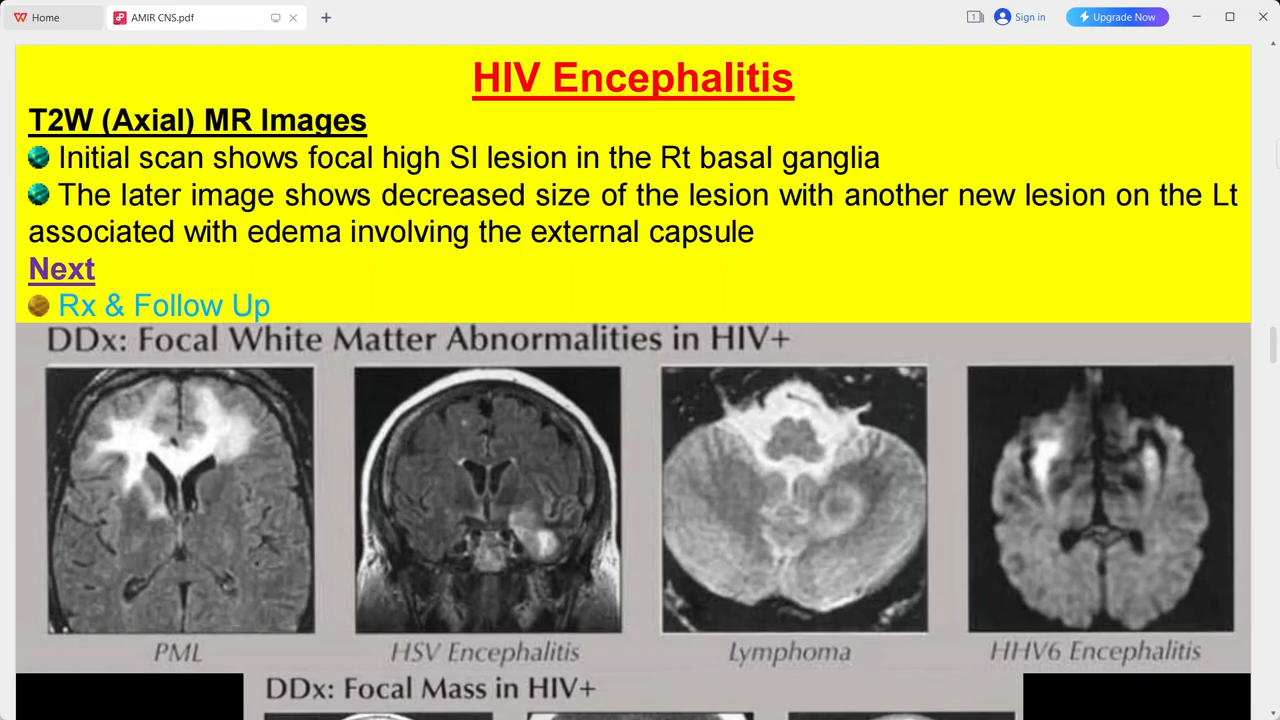 Home
AMIR CNS.pdf
1
Sign in
Upgrade Now
HIV Encephalitis
T2W (Axial) MR Images
Initial scan shows focal high SI lesion in the Rt basal ganglia
The later image shows decreased size of the lesion with another new lesion on the Lt
associated with edema involving the external capsule
Next
Rx & Follow Up
DDx: Focal White Matter Abnormalities in HIV+
PML
HSV Encephalitis
Lymphoma
HHV6 Encephalitis
DDx: Focal Mass in HIV+